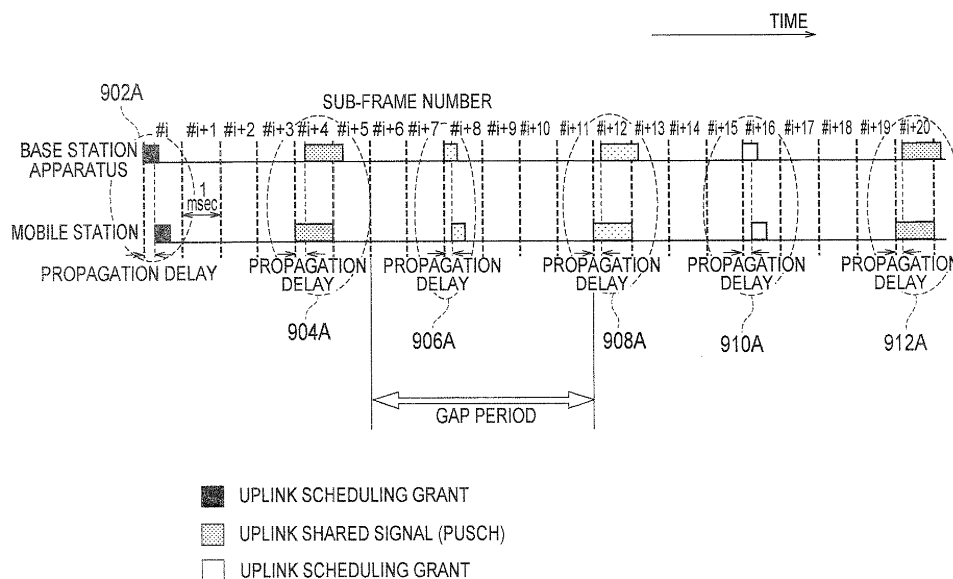 TIME
902A
SUB-FRAME NUMBER
#i #i+1 #i+2 #i+3 #i+4 #i+5 #i+6 #i+7 #i+8 #i+9 #i+10 #i+11 #i+12 #i+13 #i+14 #i+15 #i+16 #i+17 #i+18 #i+19 #i+20
BASE STATION
APPARATUS
1
msec
MOBILE STATION
PROPAGATION DELAY
PROPAGATION
DELAY
PROPAGATION
DELAY
PROPAGATION
DELAY
PROPAGATION
DELAY
PROPAGATION
DELAY
904A
906A
908A
910A
912A
GAP PERIOD
UPLINK SCHEDULING GRANT
UPLINK SHARED SIGNAL (PUSCH)
UPLINK SCHEDULING GRANT